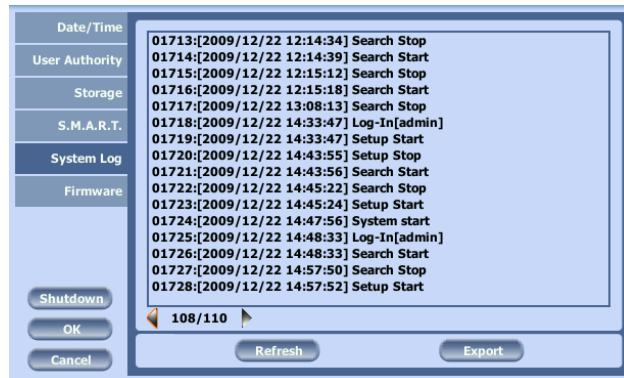 Date/Time
User Authority
Storage
S.M.A.R.T.
System Log
Firmware
Shutdown
OK
Cancel
01713:[2009/12/22 12:14:34] Search Stop
01714:[2009/12/22 12:14:39] Search Start
01715:[2009/12/22 12:15:12] Search Stop
01716:[2009/12/22 12:15:18] Search Start
01717:[2009/12/22 13:08:13] Search Stop
01718:[2009/12/22 14:33:47] Log-In[admin]
01719:[2009/12/22 14:33:47] Setup Start
01720:[2009/12/22 14:43:55] Setup Stop
01721:[2009/12/22 14:43:56] Search Start
01722:[2009/12/22 14:45:22] Search Stop
01723:[2009/12/22 14:45:24] Setup Start
01724:[2009/12/22 14:47:56] System start
01725:[2009/12/22 14:48:33] Log-In[admin]
01726:[2009/12/22 14:48:33] Search Start
01727:[2009/12/22 14:57:50] Search Stop
01728:[2009/12/22 14:57:52] Setup Start
108/110
Refresh
Export